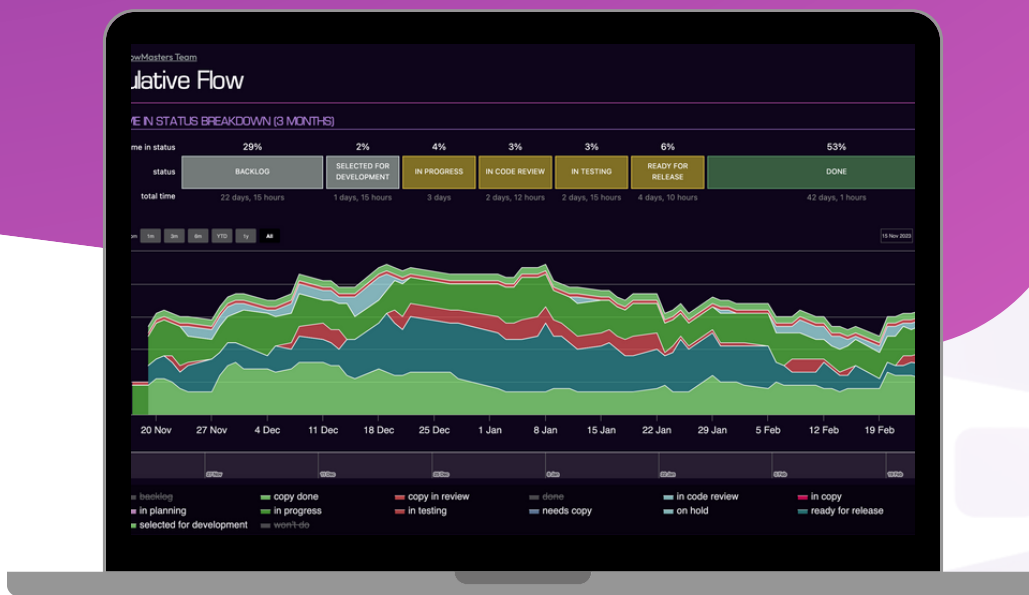 owMasters Team
ulative Flow
ME IN STATUS BREAKDOWN (3 MONTHS)
me in status 29% 2% 4% 3% 3% 6% 53%
status BACKLOG SELECTED FOR DEVELOPMENT IN PROGRESS IN CODE REVIEW IN TESTING READY FOR RELEASE DONE
total time 22 days, 15 hours 1 days, 15 hours 3 days 2 days, 12 hours 2 days, 15 hours 4 days, 10 hours 42 days, 1 hours
om 1m 3m 6m YTD 1y All 15 Nov 2023
20 Nov 27 Nov 4 Dec 11 Dec 18 Dec 25 Dec 1 Jan 8 Jan 15 Jan 22 Jan 29 Jan 5 Feb 12 Feb 19 Feb
backlog copy done copy in review done in code review in copy
in planning in progress in testing needs copy on hold ready for release
selected for development won't do